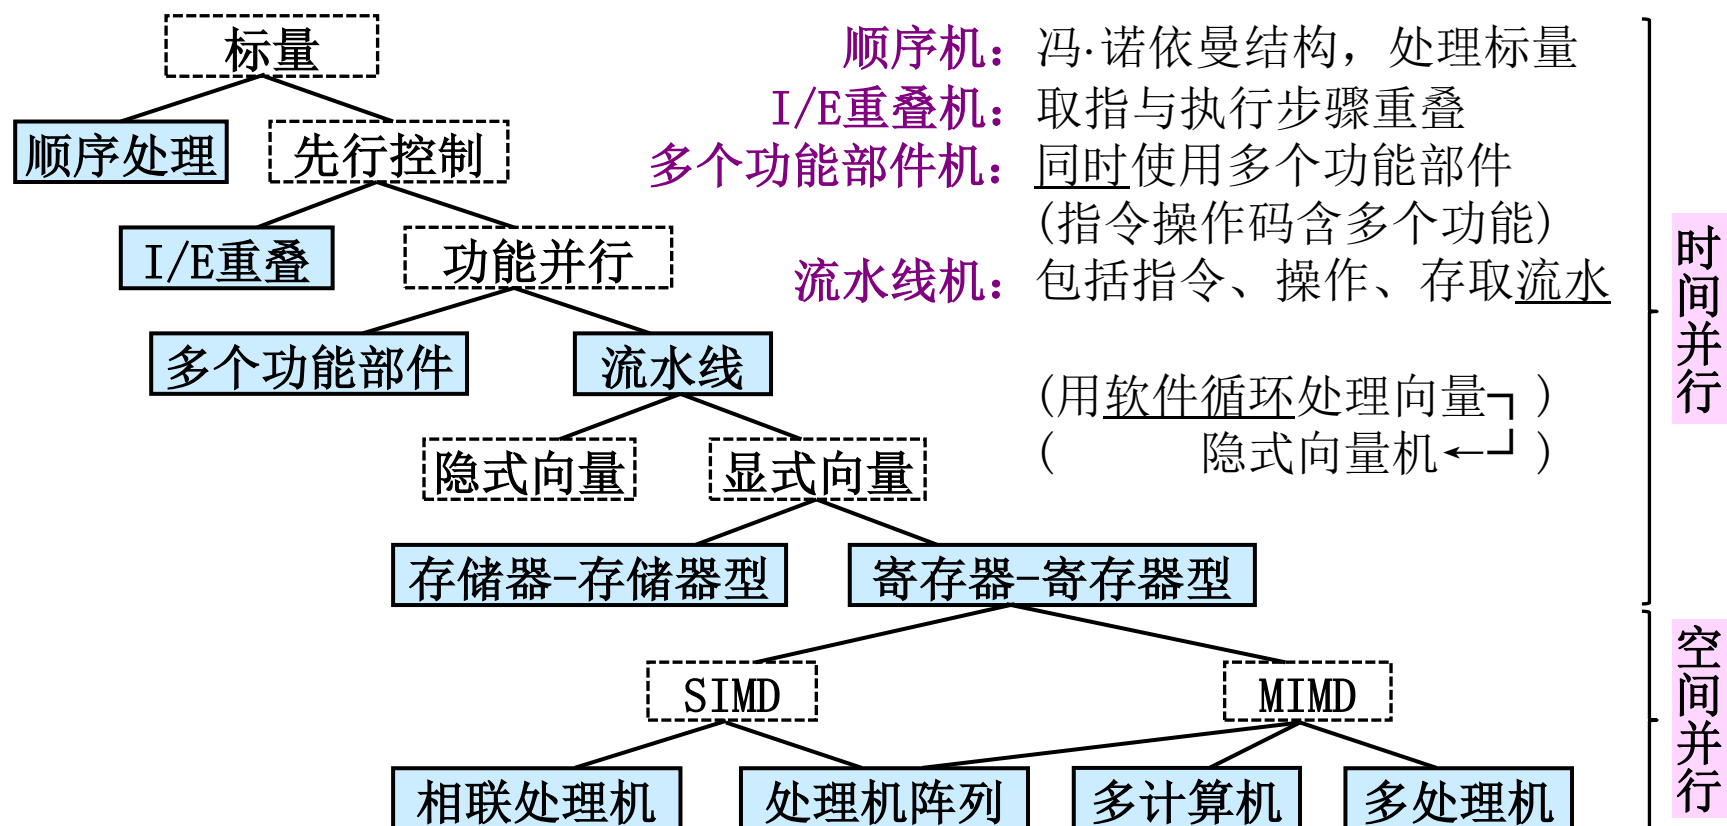 标量
顺序机：冯·诺依曼结构，处理标量
I/E重叠机：取指与执行步骤重叠
顺序处理
先行控制
多个功能部件机：同时使用多个功能部件
(指令操作码含多个功能)
I/E重叠
功能并行
流水线机：包括指令、操作、存取流水
时间并行
多个功能部件
流水线
(用软件循环处理向量 )
( 隐式向量机← )
隐式向量
显式向量
存储器-存储器型
寄存器-寄存器型
SIMD
MIMD
空间并行
相联处理机
处理机阵列
多计算机
多处理机